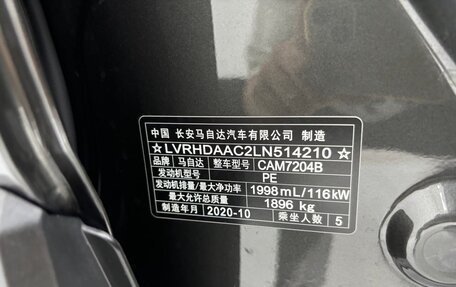 中国 长安马自达汽车有限公司 制造
☆LVRHDAAC2LN514210☆
品牌 马自达 整车型号 CAM7204B
发动机型号 PE
发动机排量/最大净功率 1998mL/116kW
最大允许总质量 1896 kg
制造年月 2020-10 乘坐人数 5